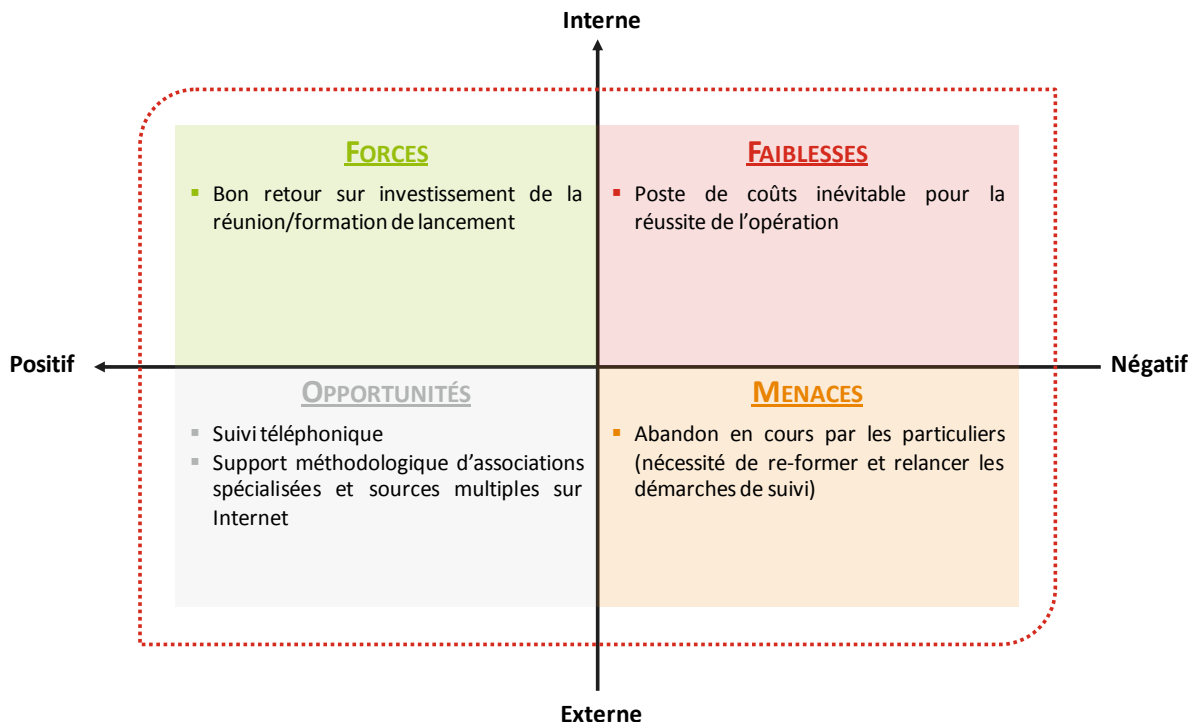 Interne
FORCES
▪ Bon retour sur investissement de la
réunion/formation de lancement
FAIBLESSES
▪ Poste de coûts inévitable pour la
réussite de l’opération
Positif
Négatif
OPPORTUNITÉS
▪ Suivi téléphonique
▪ Support méthodologique d’associations
spécialisées et sources multiples sur
Internet
MENACES
▪ Abandon en cours par les particuliers
(nécessité de re-former et relancer les
démarches de suivi)
Externe